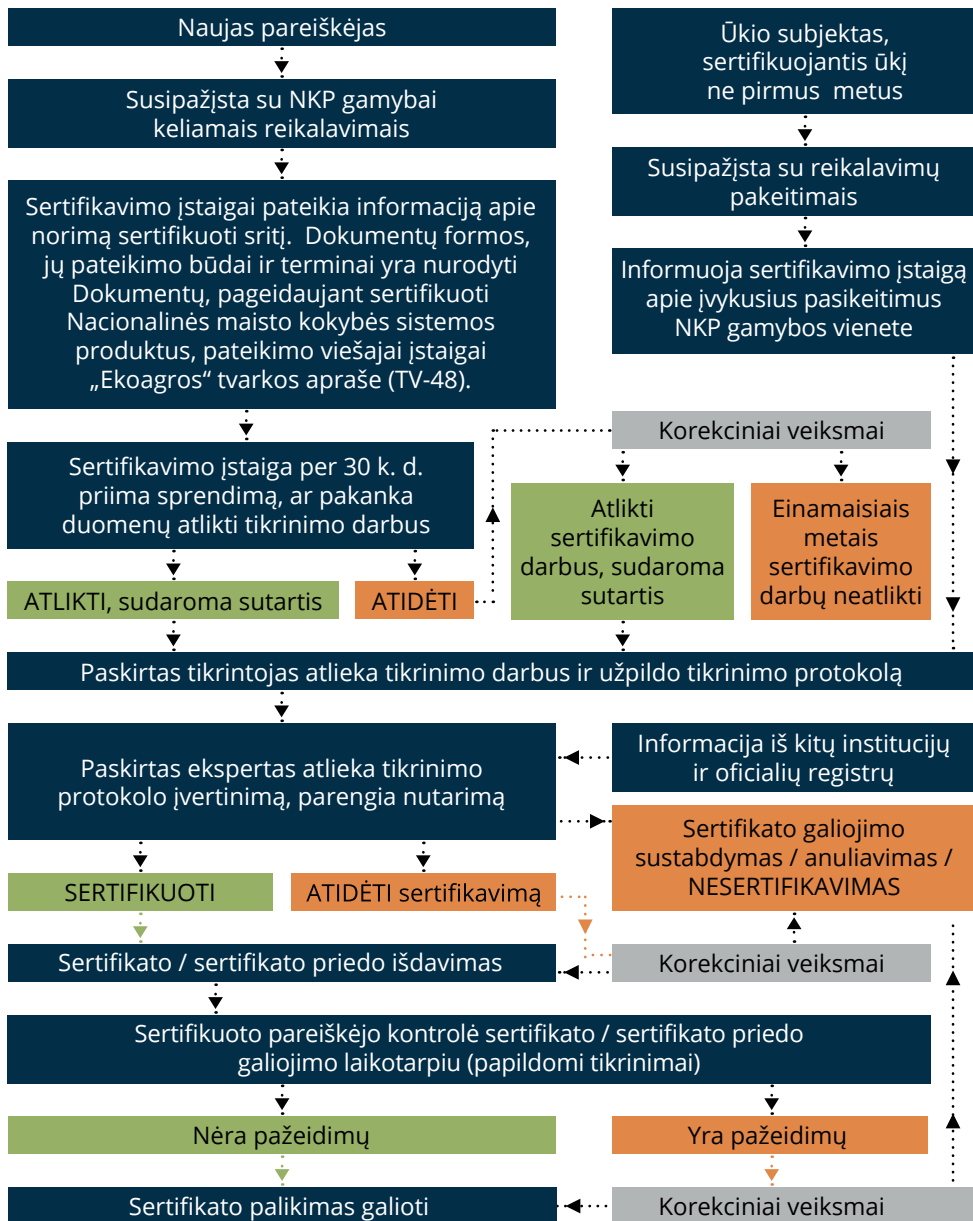 Naujas pareiškėjas
Susipažįsta su NKP gamybai
keliamais reikalavimais
Sertifikavimo įstaigai pateikia informaciją apie
norimą sertifikuoti sritį. Dokumentų formos,
jų pateikimo būdai ir terminai yra nurodyti
Dokumentų, pageidaujant sertifikuoti
Nacionalinės maisto kokybės sistemos
produktus, pateikimo viešajai įstaigai
„Ekoagros“ tvarkos apraše (TV-48).
Ūkio subjektas,
sertifikuojantis ūkį
ne pirmus metus
Susipažįsta su reikalavimų
pakeitimais
Informuoja sertifikavimo įstaigą
apie įvykusius pasikeitimus
NKP gamybos vienete
Sertifikavimo įstaiga per 30 k. d.
priima sprendimą, ar pakanka
duomenų atlikti tikrinimo darbus
ATLIKTI, sudaroma sutartis
ATIDĖTI
Korekciniai veiksmai
Atlikti
sertifikavimo
darbus, sudaroma
sutartis
Einamaisiais
metais
sertifikavimo
darbų neatlikti
Paskirtas tikrintojas atlieka tikrinimo darbus ir užpildo tikrinimo protokolą
Paskirtas ekspertas atlieka tikrinimo
protokolo įvertinimą, parengia nutarimą
Informacija iš kitų institucijų
ir oficialių registrų
Sertifikato galiojimo
sustabdymas / anuliavimas /
NESERTIFIKAVIMAS
SERTIFIKUOTI
ATIDĖTI sertifikavimą
Sertifikato / sertifikato priedo išdavimas
Korekciniai veiksmai
Sertifikuoto pareiškėjo kontrolė sertifikato / sertifikato priedo
galiojimo laikotarpiu (papildomi tikrinimai)
Nėra pažeidimų
Yra pažeidimų
Sertifikato palikimas galioti
Korekciniai veiksmai